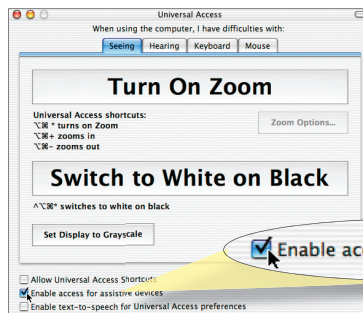 Universal Access
When using the computer, I have difficulties with:
Seeing Hearing Keyboard Mouse
Turn On Zoom
Universal Access shortcuts:
⌥⌘ * turns on Zoom
⌥⌘+ zooms in
⌥⌘- zooms out
Zoom Options...
Switch to White on Black
^⌥⌘* switches to white on black
Set Display to Grayscale
Enable acc
Allow Universal Access Shortcuts
Enable access for assistive devices
Enable text-to-speech for Universal Access preferences